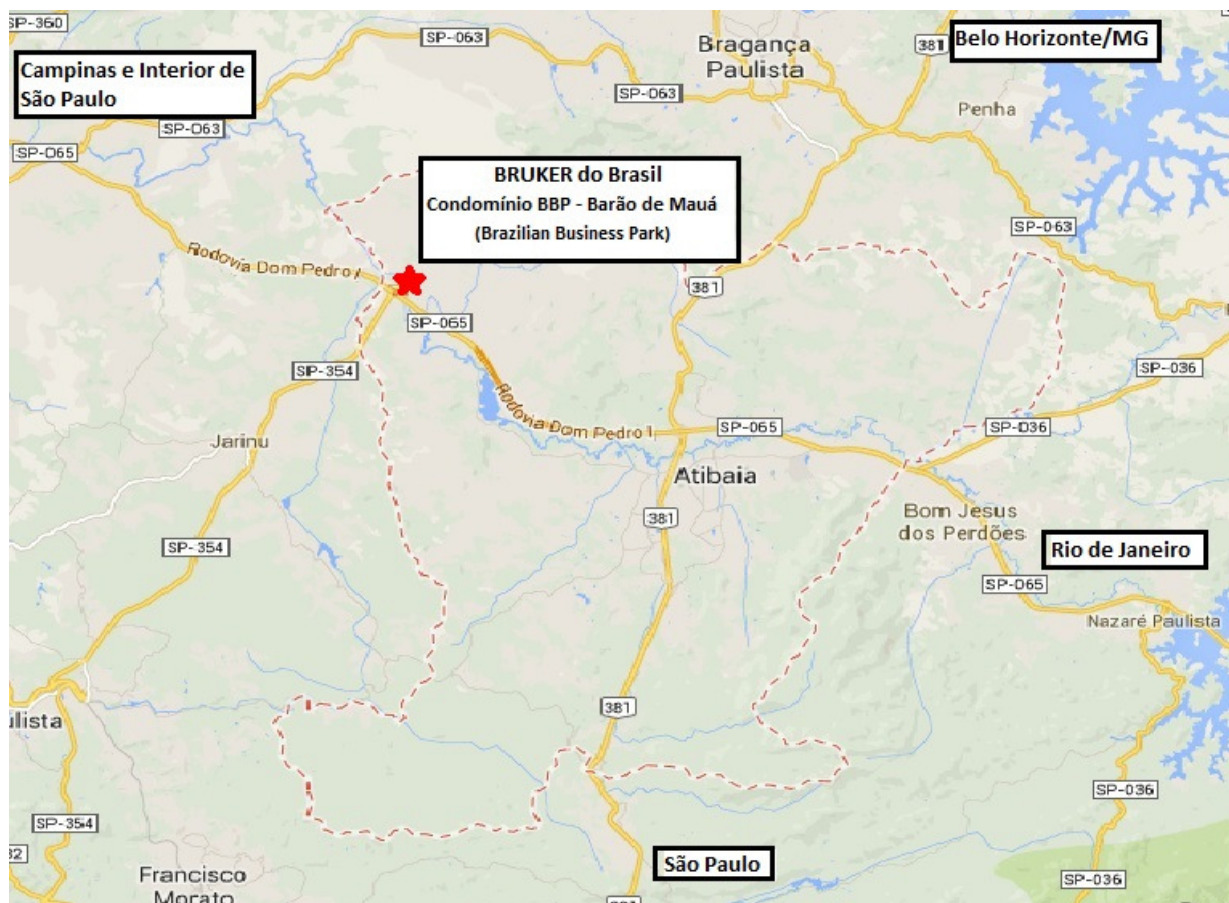 SP-360
SP-063
381
Belo Horizonte/MG
Bragança
Paulista
Campinas e Interior de
São Paulo
SP-063
Penha
SP-063
SP-065
BRUKER do Brasil
Condomínio BBP - Barão de Mauá
(Brazilian Business Park)
SP-063
Rodovia Dom Pedro I
381
SP-065
SP-354
Rodovia Dom Pedro I
SP-036
Jarinu
SP-065
SP-036
Atibaia
381
Bom Jesus
dos Perdões
SP-354
Rio de Janeiro
SP-065
Nazaré Paulista
381
ulista
SP-036
SP-354
32
São Paulo
Francisco
Morato
SP-036
381